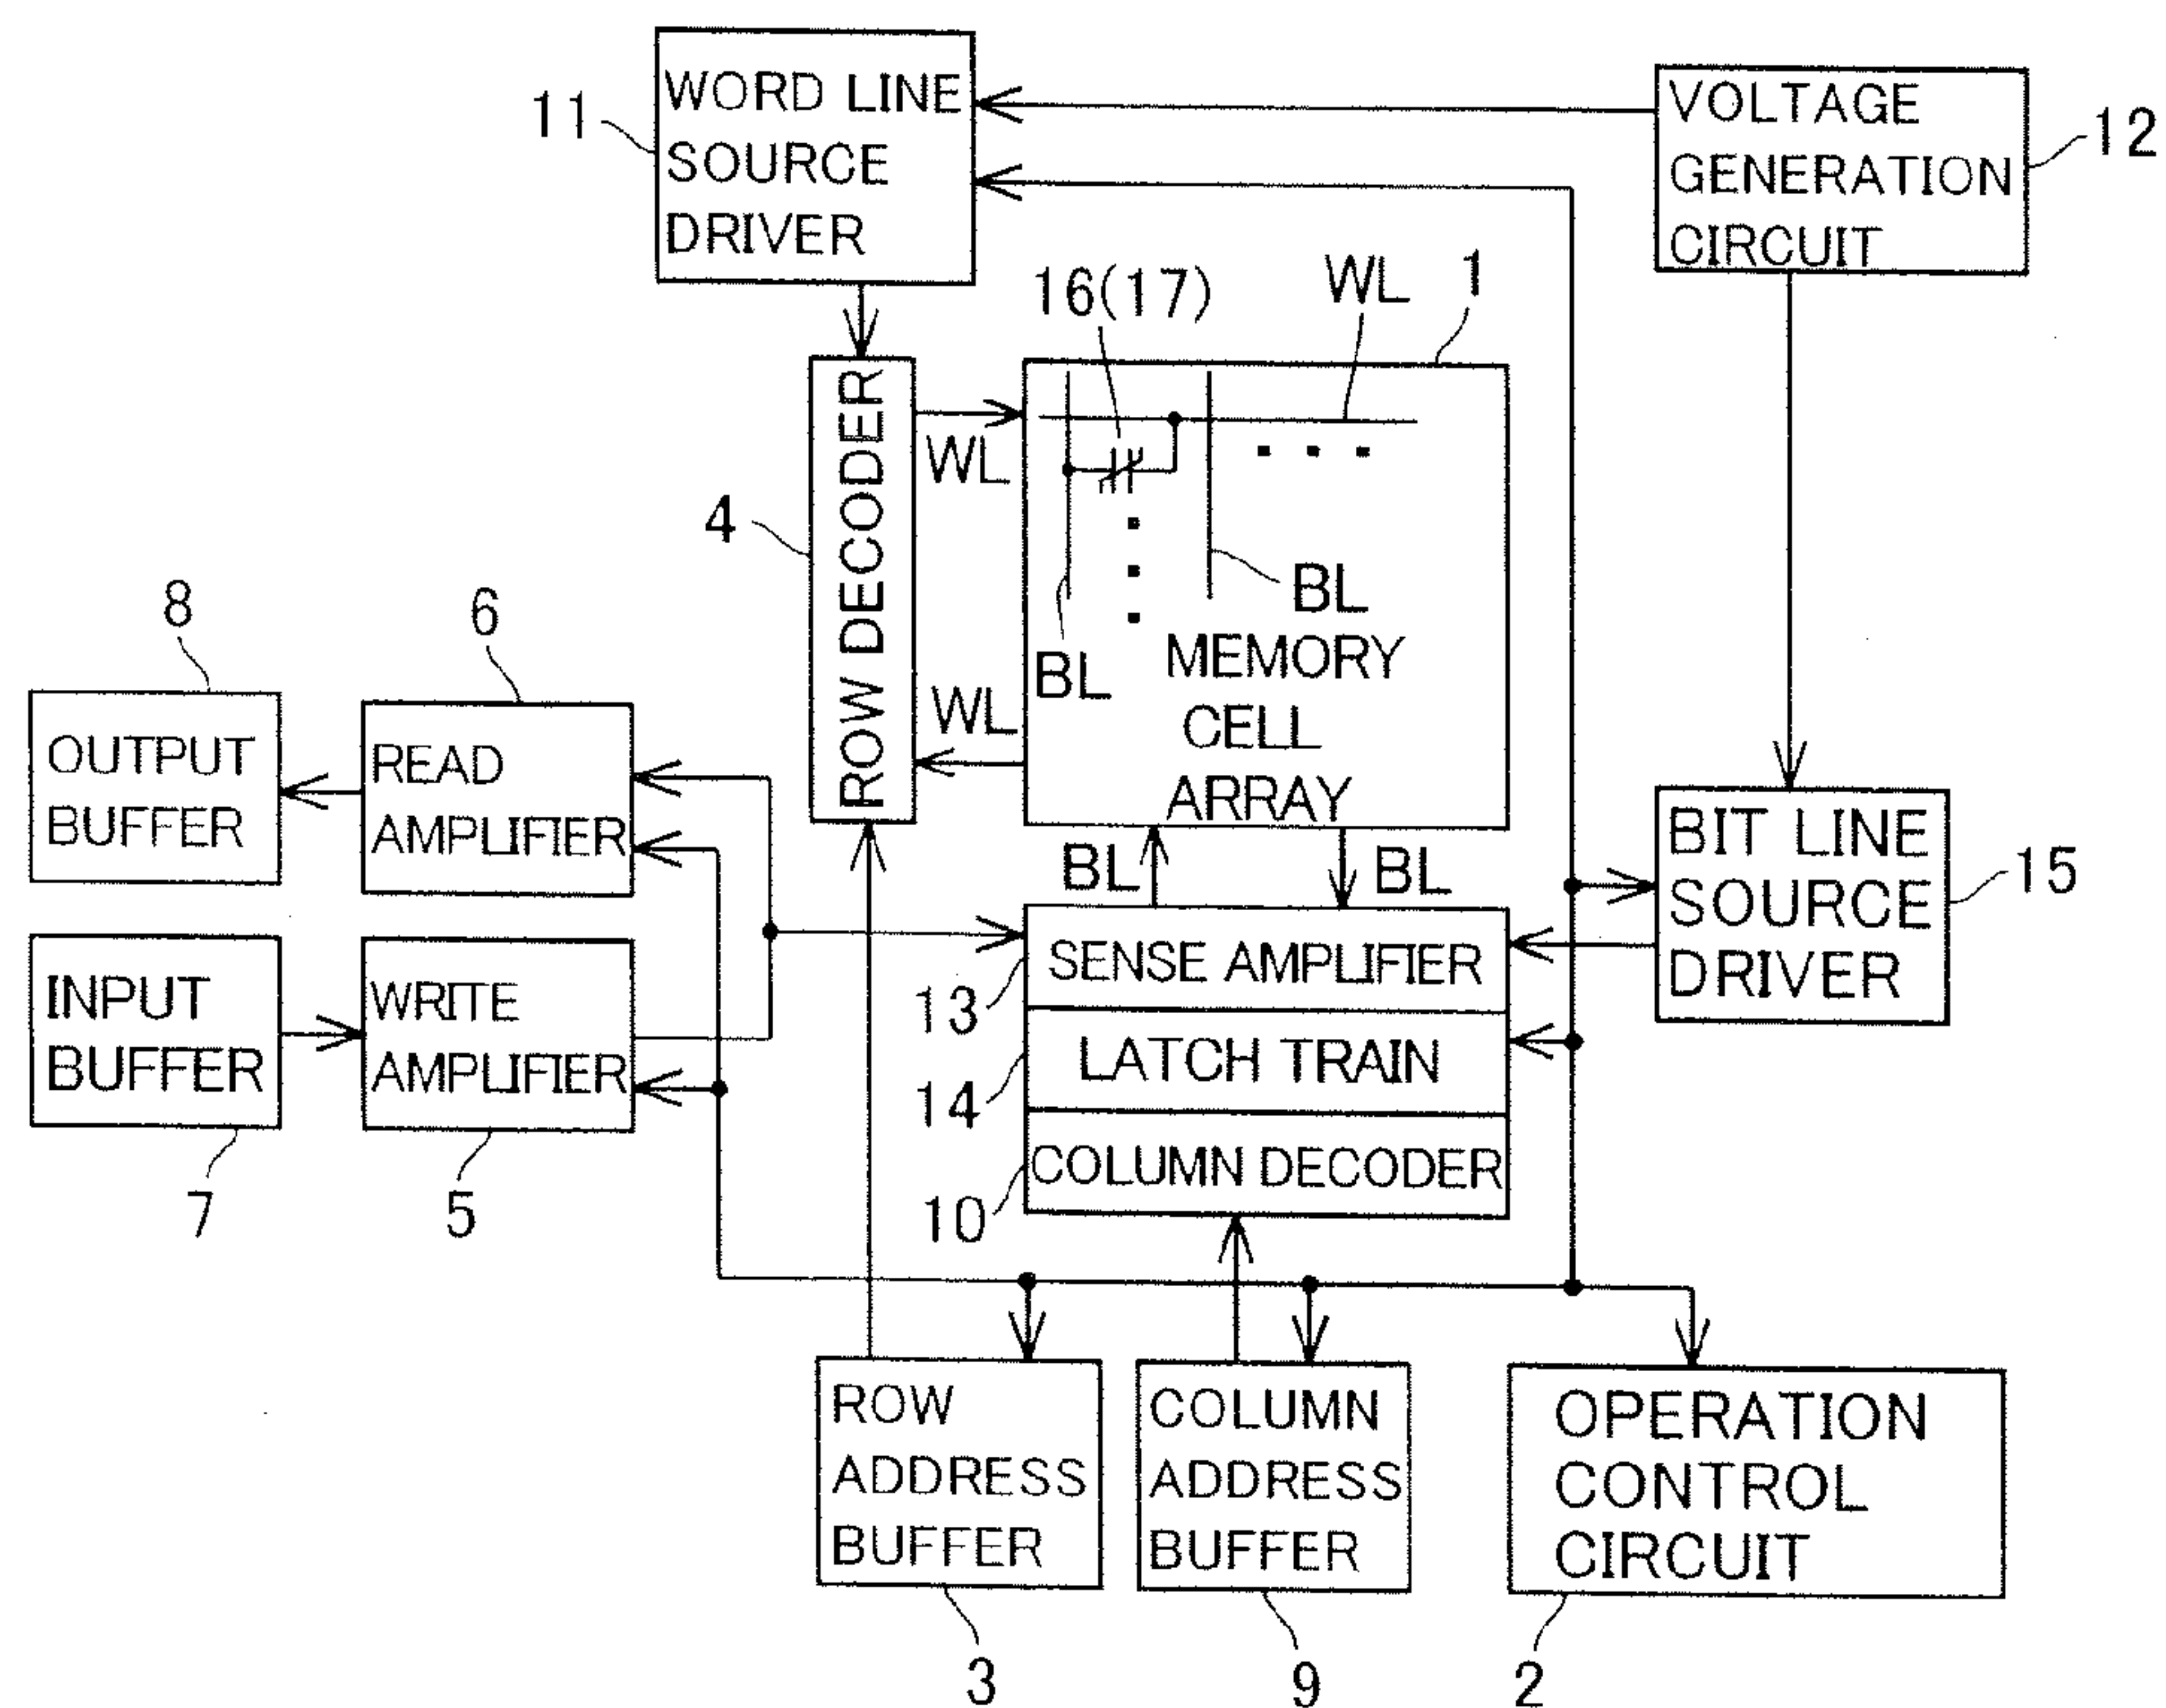 WORD LINE
SOURCE
DRIVER
11
VOLTAGE
GENERATION
CIRCUIT
12
16(17)
WL
1
ROW DECODER
4
WL
WL
BL
BL
MEMORY
CELL
ARRAY
8
6
OUTPUT
BUFFER
READ
AMPLIFIER
INPUT
BUFFER
WRITE
AMPLIFIER
7
5
BL
BL
BIT LINE
SOURCE
DRIVER
15
SENSE AMPLIFIER
13
LATCH TRAIN
14
COLUMN DECODER
10
ROW
ADDRESS
BUFFER
COLUMN
ADDRESS
BUFFER
OPERATION
CONTROL
CIRCUIT
3
9
2